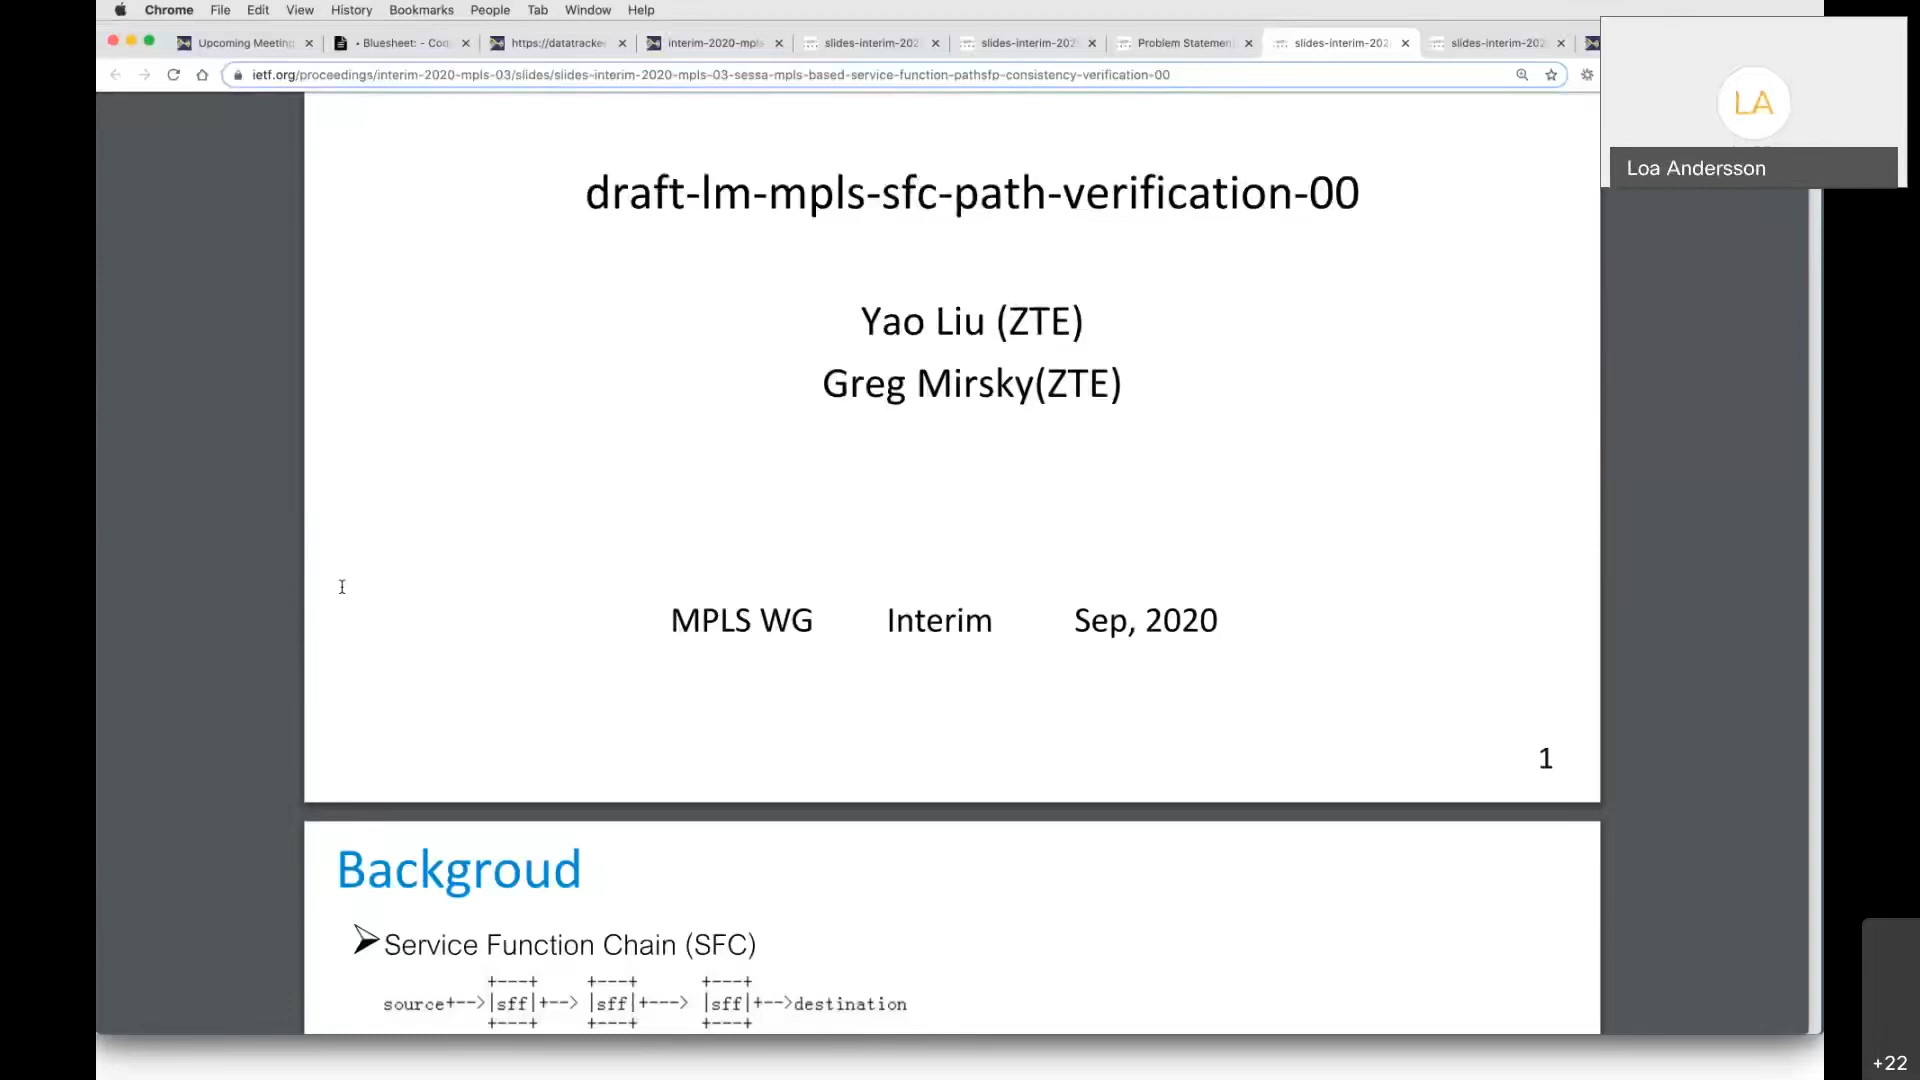 Chrome File Edit View History Bookmarks People Tab Window Help
Upcoming Meeting • Bluesheet: - Cod https://datatracke interim-2020-mpls slides-interim-202 slides-interim-202 Problem Statemen slides-interim-202 slides-interim-202
ietf.org/proceedings/interim-2020-mpls-03/slides/slides-interim-2020-mpls-03-sessa-mpls-based-service-function-pathsfp-consistency-verification-00
LA
Loa Andersson
draft-lm-mpls-sfc-path-verification-00
Yao Liu (ZTE)
Greg Mirsky(ZTE)
MPLS WG Interim Sep, 2020
1
Backgroud
➢Service Function Chain (SFC)
+---+ +---+ +---+
source+-->|sff|+--> |sff|+---> |sff|+-->destination
+---+ +---+ +---+
+22